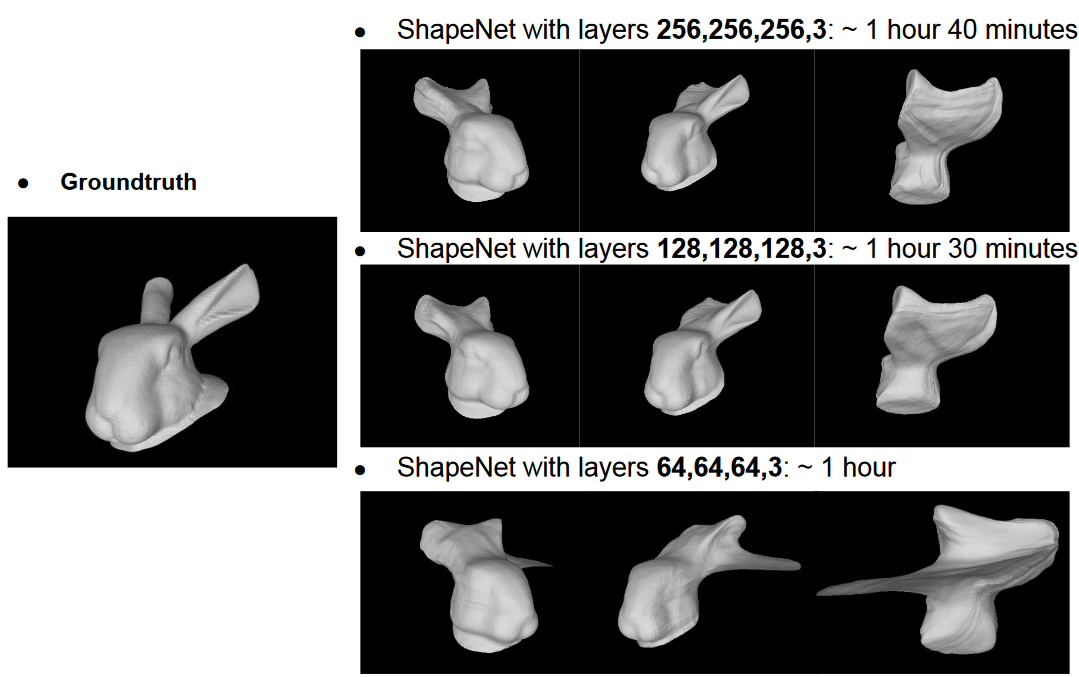 ShapeNet with layers 256,256,256,3: ~ 1 hour 40 minutes
Groundtruth
ShapeNet with layers 128,128,128,3: ~ 1 hour 30 minutes
ShapeNet with layers 64,64,64,3: ~ 1 hour